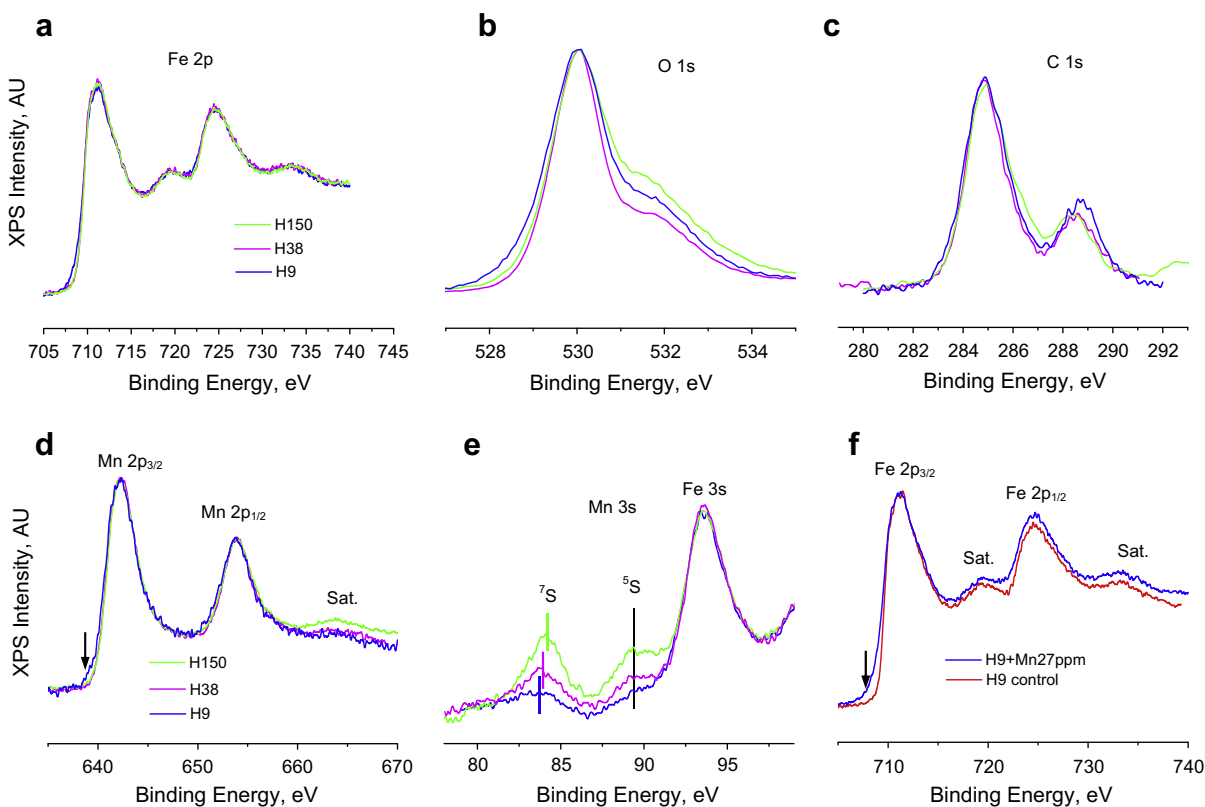 a
Fe 2p
XPS Intensity, AU
H150
H38
H9
705 710 715 720 725 730 735 740 745
Binding Energy, eV
b
O 1s
528 530 532 534
Binding Energy, eV
c
C 1s
280 282 284 286 288 290 292
Binding Energy, eV
d
Mn 2p3/2
Mn 2p1/2
Sat.
XPS Intensity, AU
H150
H38
H9
640 650 660 670
Binding Energy, eV
e
Fe 3s
Mn 3s
⁷S
⁵S
80 85 90 95
Binding Energy, eV
f
Fe 2p3/2
Fe 2p1/2
Sat.
Sat.
H9+Mn27ppm
H9 control
710 720 730 740
Binding Energy, eV